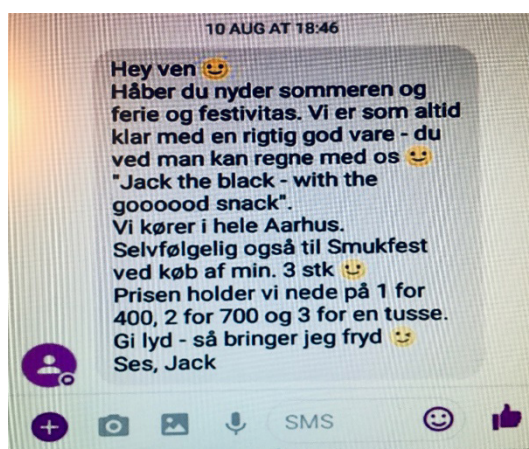 10 AUG AT 18:46
Hey ven 🙂
Håber du nyder sommeren og
ferie og festivitas. Vi er som altid
klar med en rigtig god vare - du
ved man kan regne med os 🙂
"Jack the black - with the
goooood snack".
Vi kører i hele Aarhus.
Selvfølgelig også til Smukfest
ved køb af min. 3 stk 🙂
Prisen holder vi nede på 1 for
400, 2 for 700 og 3 for en tusse.
Gi lyd - så bringer jeg fryd 😉
Ses, Jack
SMS